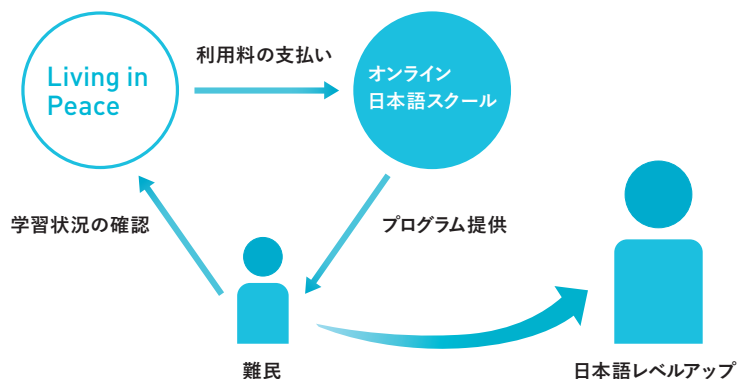 Living in
Peace
利用料の支払い
オンライン
日本語スクール
学習状況の確認
プログラム提供
難民
日本語レベルアップ